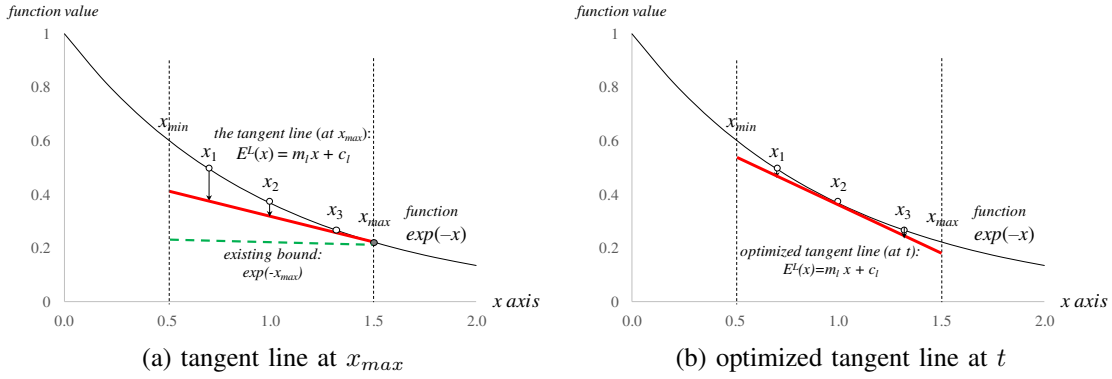 function value
1
0.8
0.6
0.4
0.2
0
0.0
0.5
1.0
1.5
2.0
x axis
x_min
the tangent line (at x_max):
E^L(x) = m_l x + c_l
x_1
x_2
x_3
x_max
function
exp(−x)
existing bound:
exp(-x_max)
(a) tangent line at x_max
function value
1
0.8
0.6
0.4
0.2
0
0.0
0.5
1.0
1.5
2.0
x axis
x_min
x_1
x_2
x_3
x_max
function
exp(−x)
optimized tangent line (at t):
E^L(x)=m_l x + c_l
(b) optimized tangent line at t